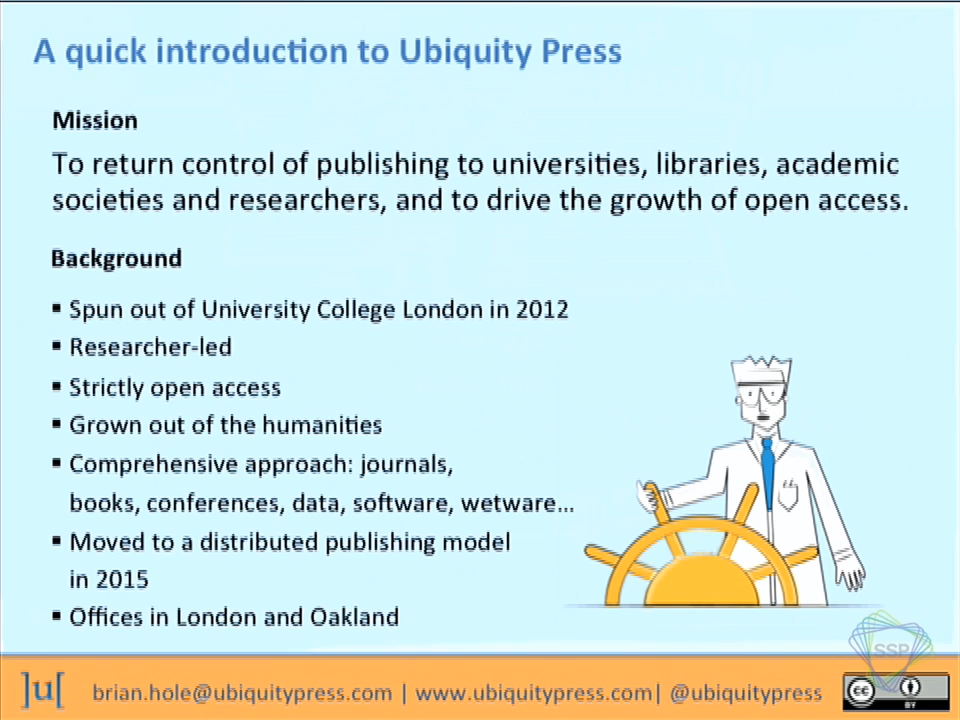 A quick introduction to Ubiquity Press
Mission
To return control of publishing to universities, libraries, academic
societies and researchers, and to drive the growth of open access.
Background
▪ Spun out of University College London in 2012
▪ Researcher-led
▪ Strictly open access
▪ Grown out of the humanities
▪ Comprehensive approach: journals,
books, conferences, data, software, wetware...
▪ Moved to a distributed publishing model
in 2015
▪ Offices in London and Oakland
SSP
]u[ brian.hole@ubiquitypress.com | www.ubiquitypress.com| @ubiquitypress
cc
BY